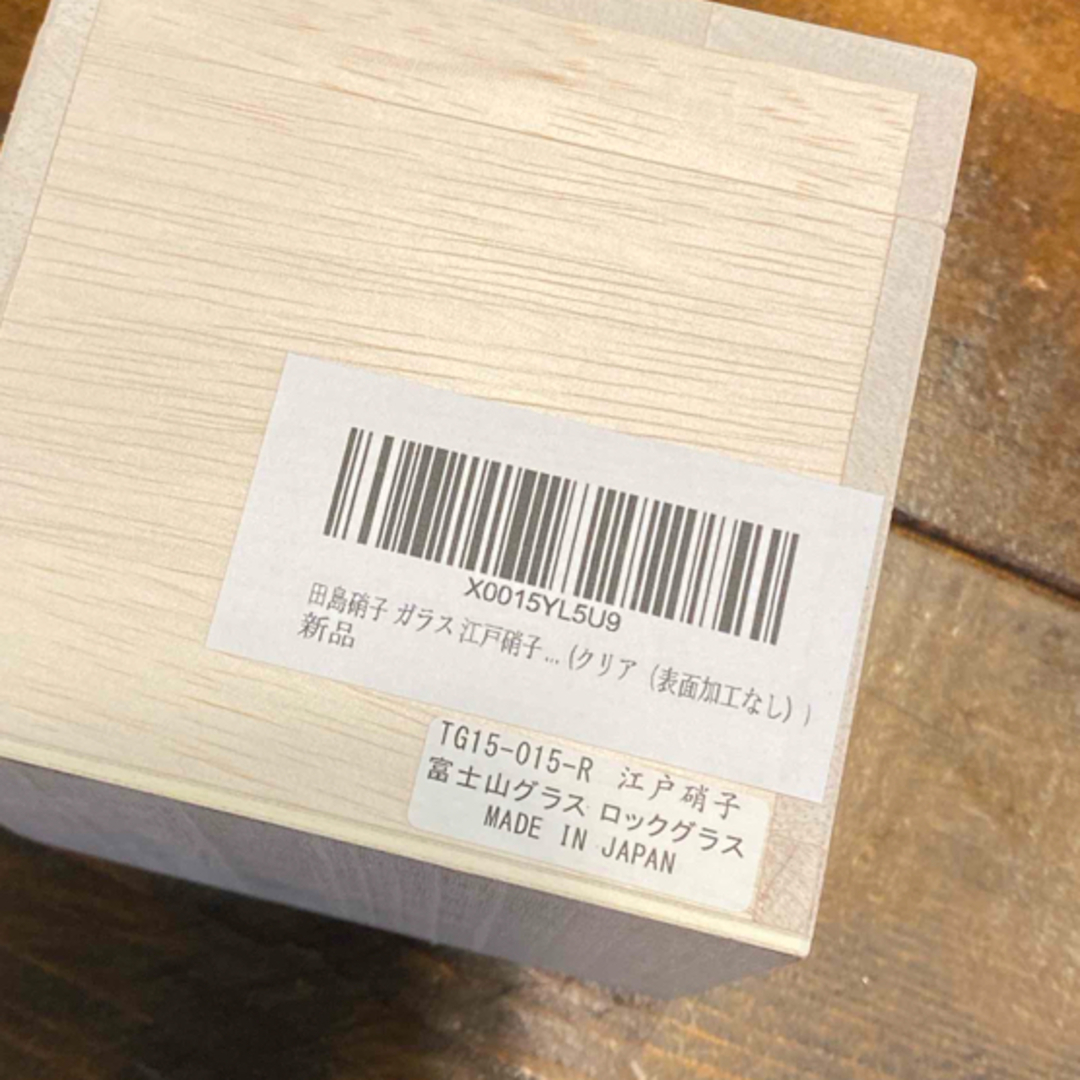 X0015YL5U9
田島硝子 ガラス 江戸硝子... (クリア（表面加工なし）)
新品
TG15-015-R 江戸硝子
富士山グラス ロックグラス
MADE IN JAPAN